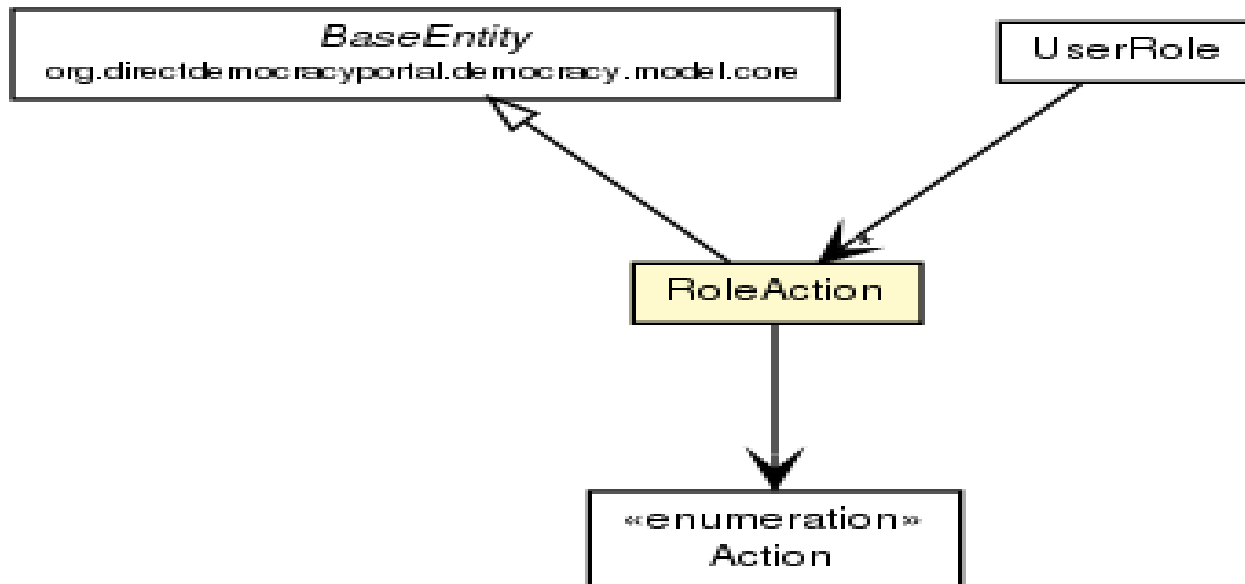 BaseEntity
org.directdemocracyportal.democracy.model.core
UserRole
*
RoleAction
«enumeration»
Action